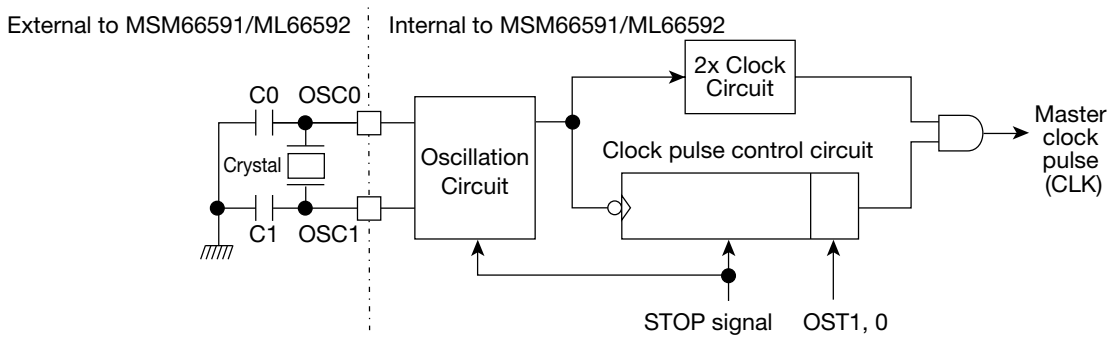 External to MSM66591/ML66592
Internal to MSM66591/ML66592
2x Clock
Circuit
C0
OSC0
Master
clock
pulse
(CLK)
Crystal
Oscillation
Circuit
Clock pulse control circuit
C1
OSC1
STOP signal
OST1, 0